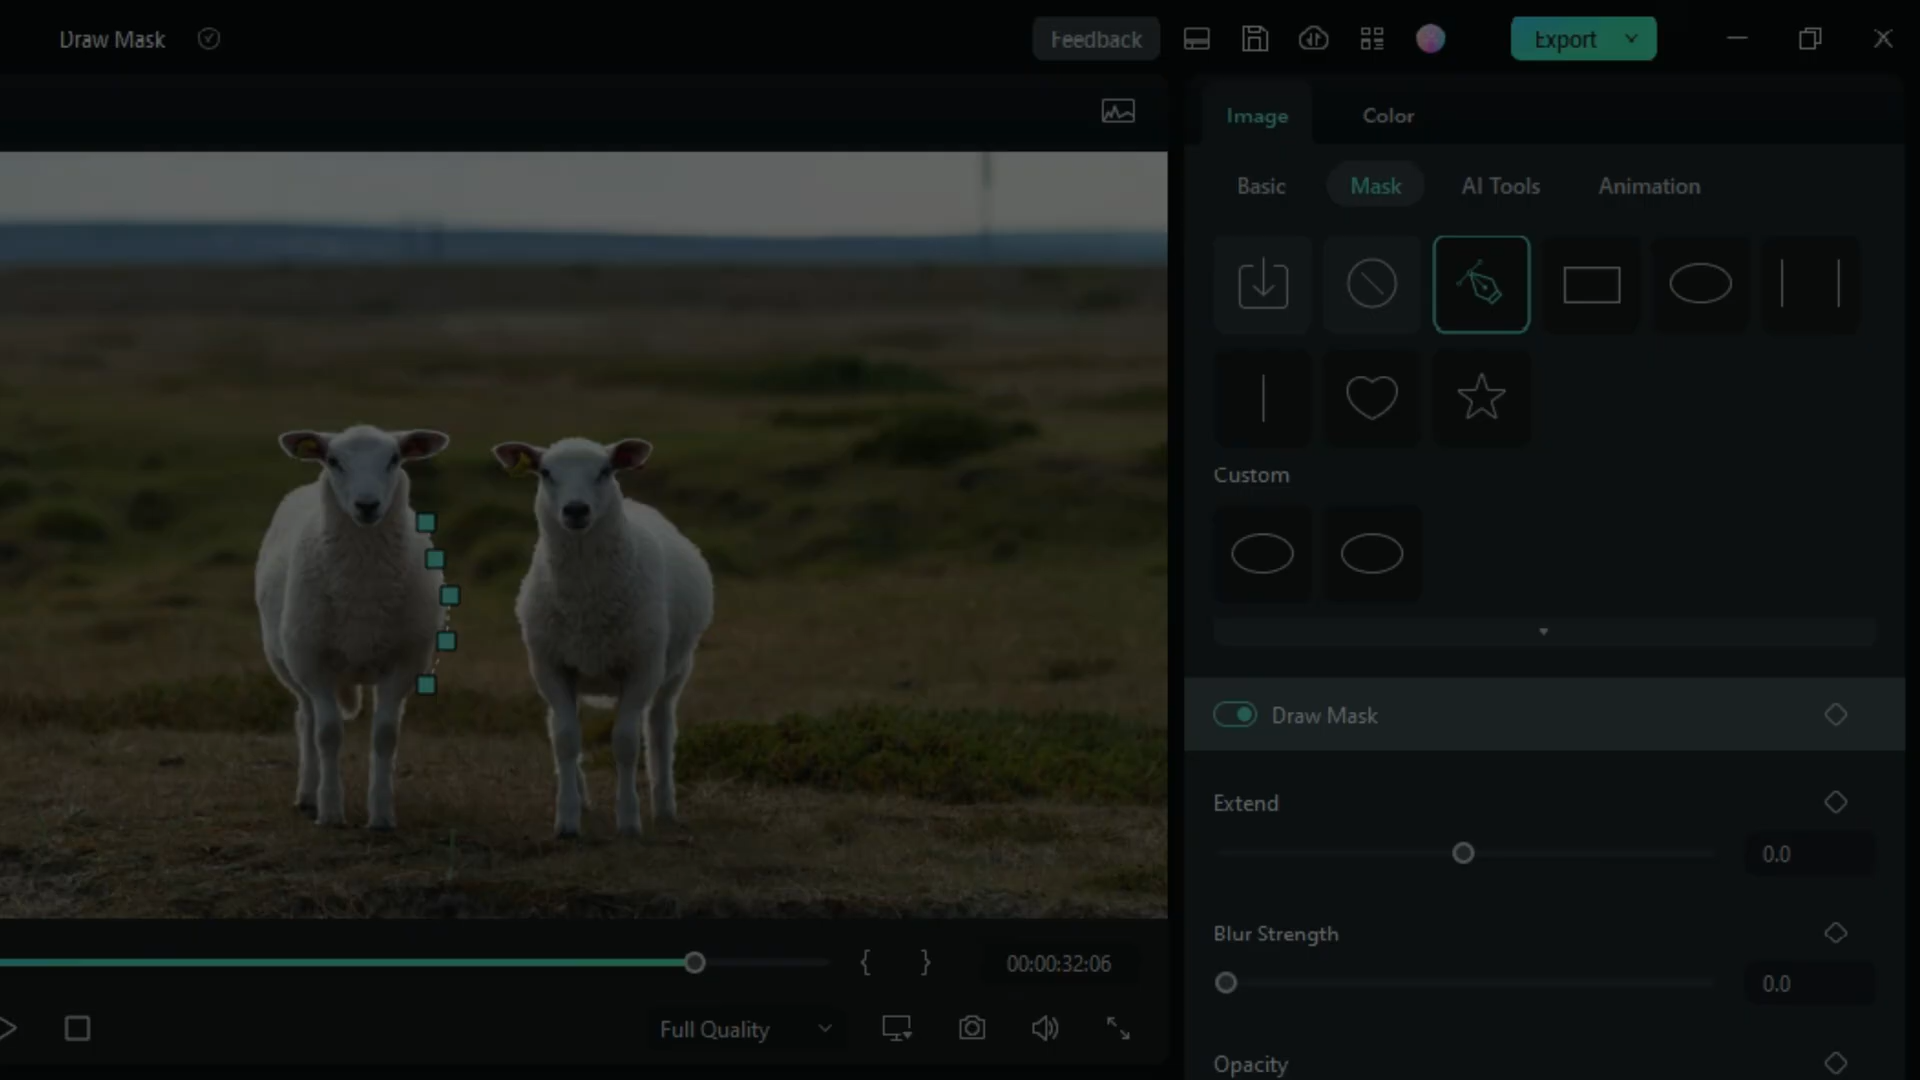 Draw Mask
Feedback
Export
Image
Color
Basic
Mask
AI Tools
Animation
Custom
Draw Mask
Extend
0.0
Blur Strength
0.0
{ } 00:00:32:06
Full Quality
Opacity